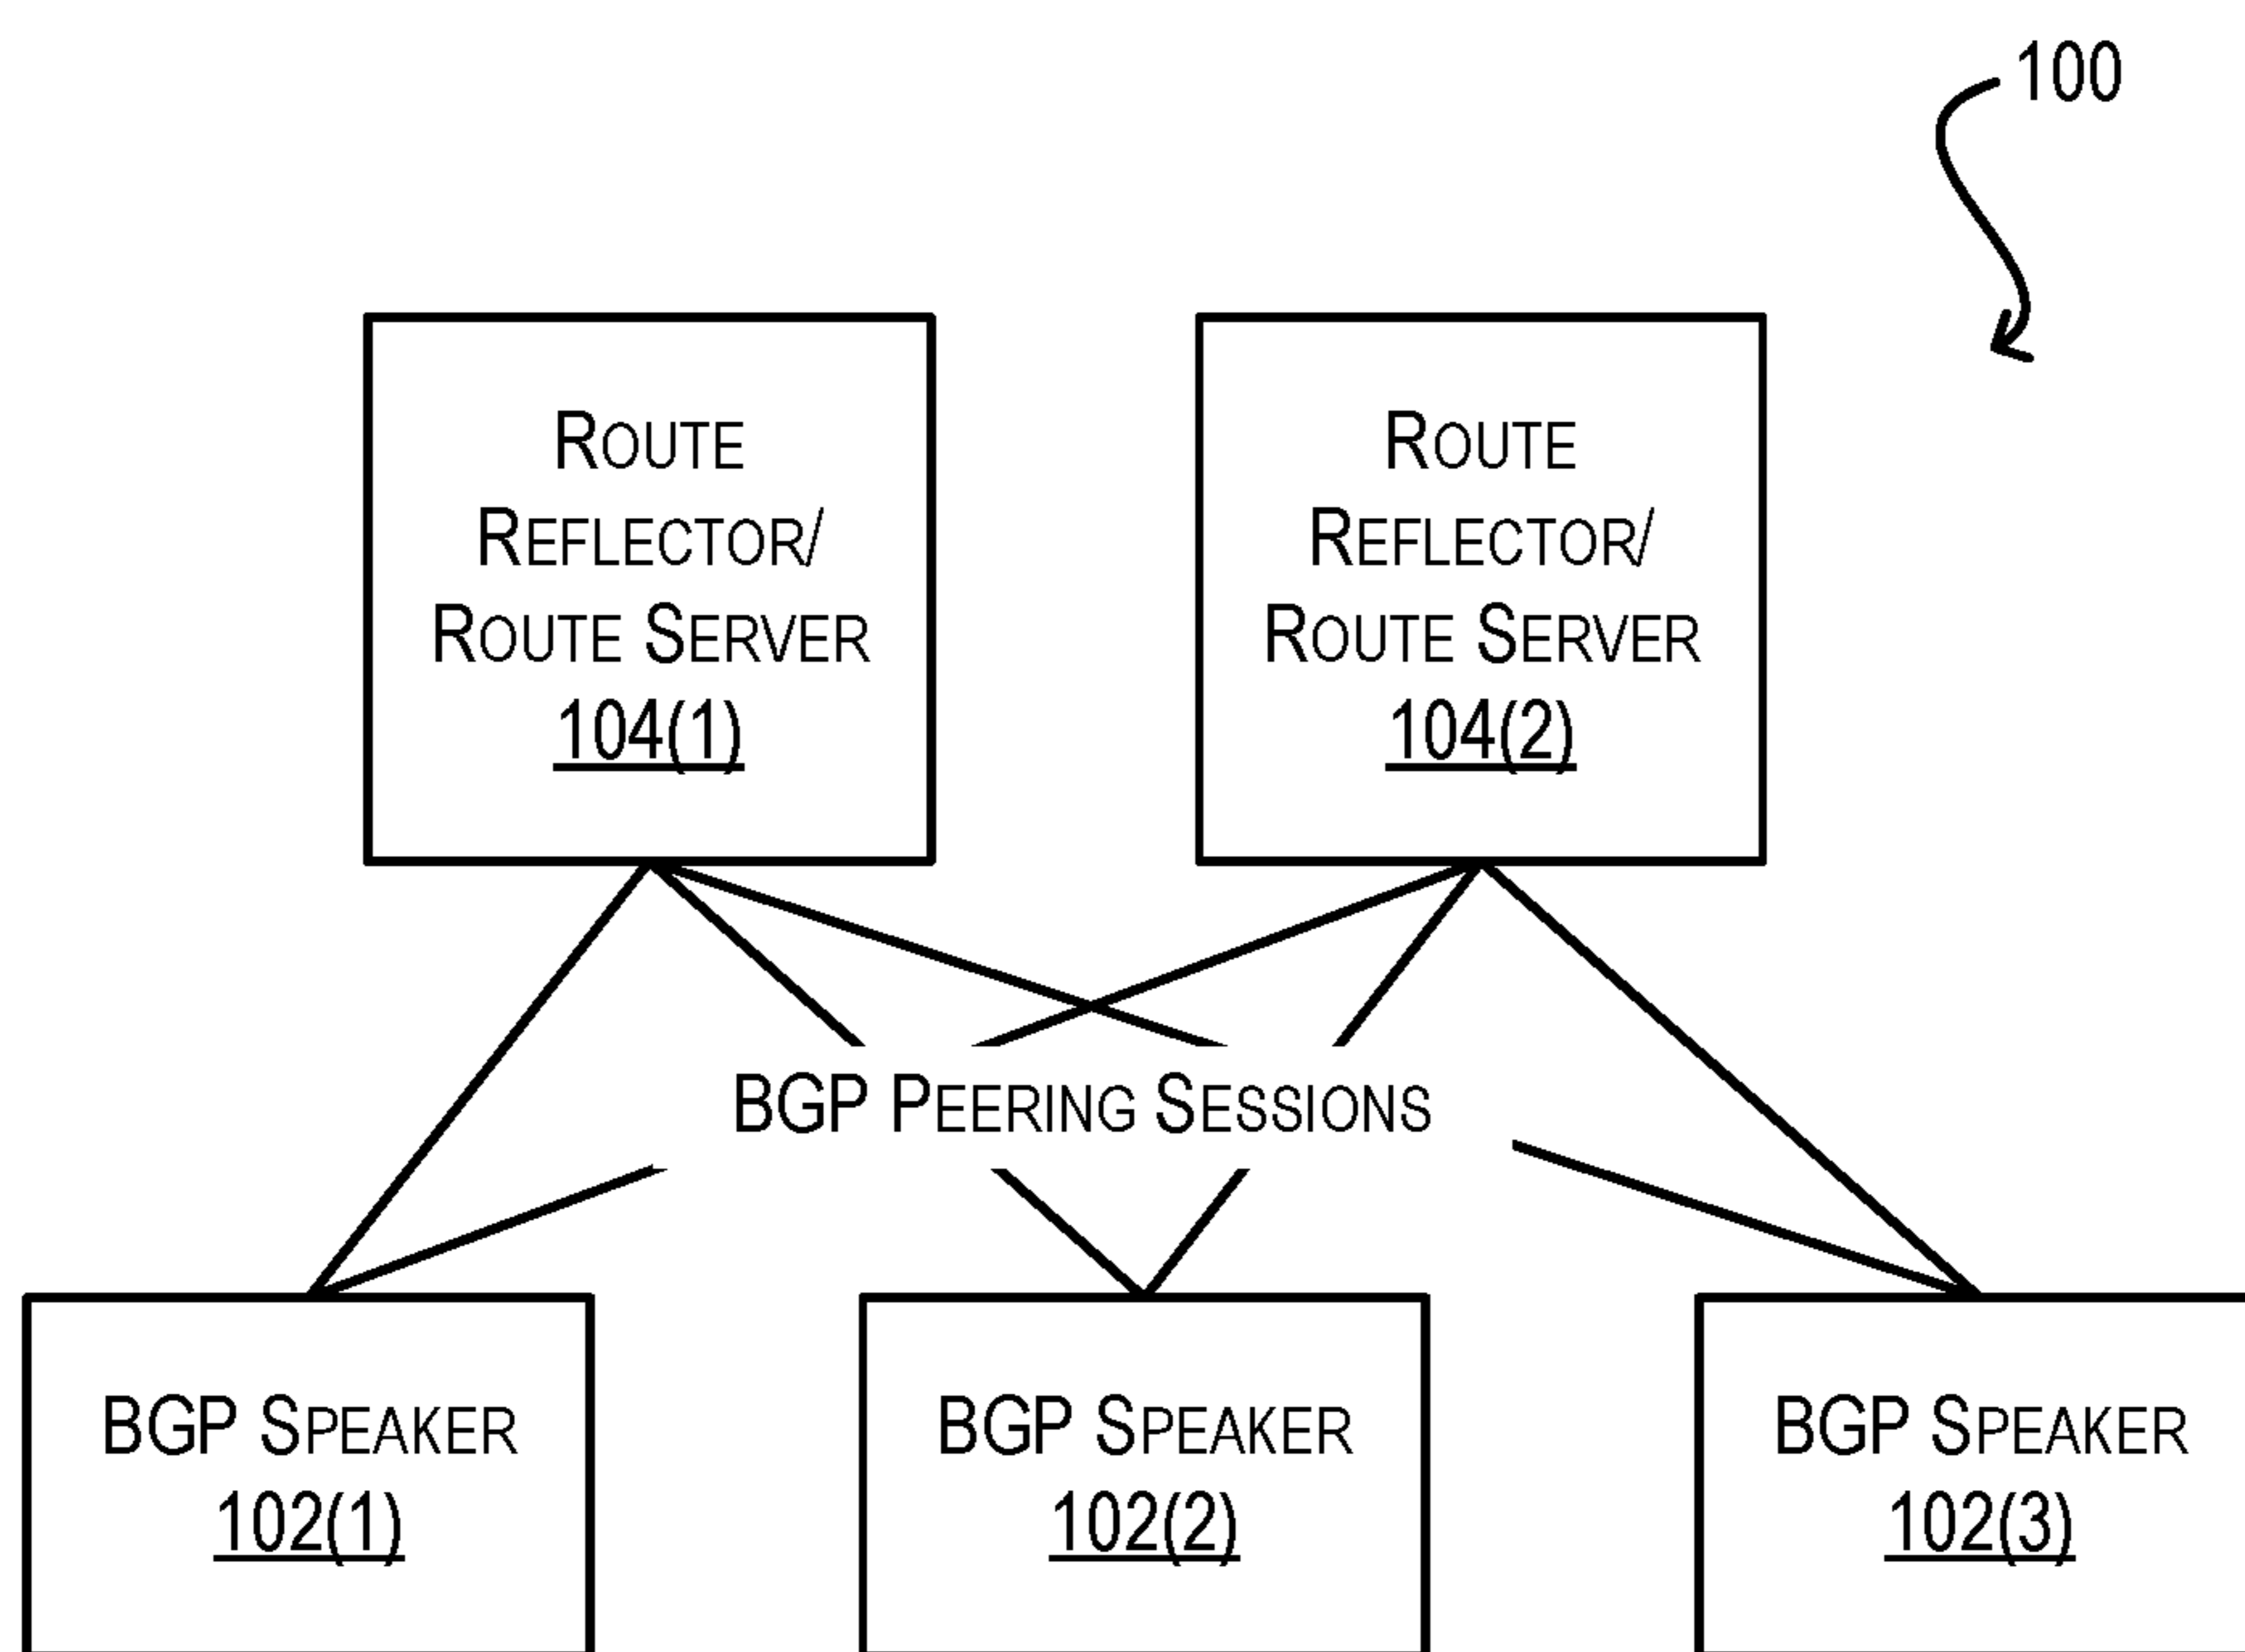 100
ROUTE
REFLECTOR/
ROUTE SERVER
104(1)
ROUTE
REFLECTOR/
ROUTE SERVER
104(2)
BGP PEERING SESSIONS
BGP SPEAKER
102(1)
BGP SPEAKER
102(2)
BGP SPEAKER
102(3)